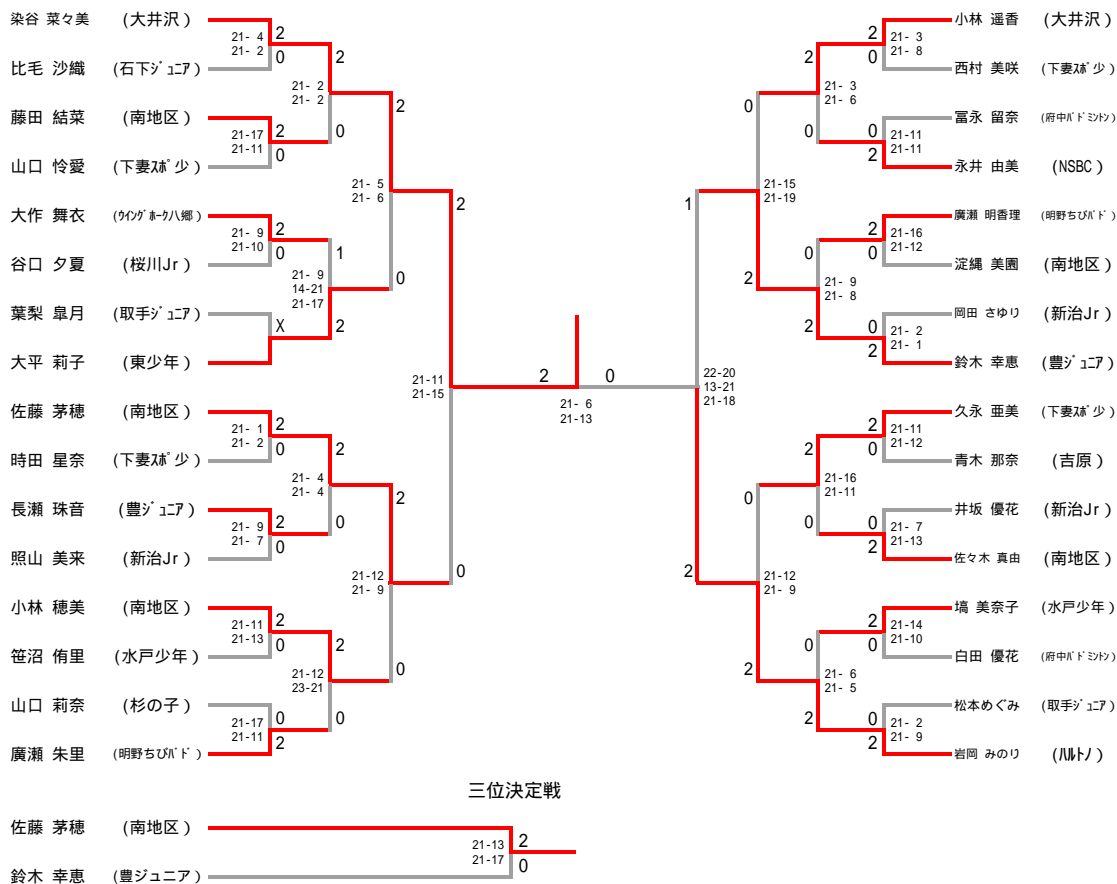 染谷 菜々美 (大井沢)
21- 4 2
21- 2 0
比毛 沙織 (石下ｼﾞｭﾆｱ)
2
21- 2
21- 2
0
藤田 結菜 (南地区)
21-17 2
21-11 0
山口 怜愛 (下妻ｽﾎﾟ少)
2
21- 5
21- 6
0
大作 舞衣 (ｳｲﾝｸﾞﾎｰｸ八郷)
21- 9 2
21-10 0
谷口 夕夏 (桜川Jr)
1
21- 9
14-21
21-17
2
葉梨 皐月 (取手ｼﾞｭﾆｱ)
X
大平 莉子 (東少年)
2
21-11
21-15
0
佐藤 茅穂 (南地区)
21- 1 2
21- 2 0
時田 星奈 (下妻ｽﾎﾟ少)
2
21- 4
21- 4
0
長瀬 珠音 (豊ｼﾞｭﾆｱ)
21- 9 2
21- 7 0
照山 美来 (新治Jr)
2
21-12
21- 9
0
小林 穂美 (南地区)
21-11 2
21-13 0
笹沼 侑里 (水戸少年)
2
21-12
23-21
0
山口 莉奈 (杉の子)
21-17 0
21-11 2
廣瀬 朱里 (明野ちびﾊﾞﾄﾞ)
2 0
21- 6
21-13
小林 遥香 (大井沢)
2 21- 3
0 21- 8
西村 美咲 (下妻ｽﾎﾟ少)
2
21- 3
21- 6
0
冨永 留奈 (府中ﾊﾞﾄﾞﾐﾝﾄﾝ)
0 21-11
2 21-11
永井 由美 (NSBC)
0
21-15
21-19
2
廣瀬 明香理 (明野ちびﾊﾞﾄﾞ)
2 21-16
0 21-12
淀縄 美園 (南地区)
0
21- 9
21- 8
2
岡田 さゆり (新治Jr)
0 21- 2
2 21- 1
鈴木 幸恵 (豊ｼﾞｭﾆｱ)
1
22-20
13-21
21-18
2
久永 亜美 (下妻ｽﾎﾟ少)
2 21-11
0 21-12
青木 那奈 (吉原)
2
21-16
21-11
0
井坂 優花 (新治Jr)
0 21- 7
2 21-13
佐々木 真由 (南地区)
0
21-12
21- 9
2
塙 美奈子 (水戸少年)
2 21-14
0 21-10
白田 優花 (府中ﾊﾞﾄﾞﾐﾝﾄﾝ)
0
21- 6
21- 5
2
松本めぐみ (取手ｼﾞｭﾆｱ)
0 21- 2
2 21- 9
岩岡 みのり (ﾊﾙﾄﾉ)
三位決定戦
佐藤 茅穂 (南地区)
21-13 2
21-17 0
鈴木 幸恵 (豊ジュニア)